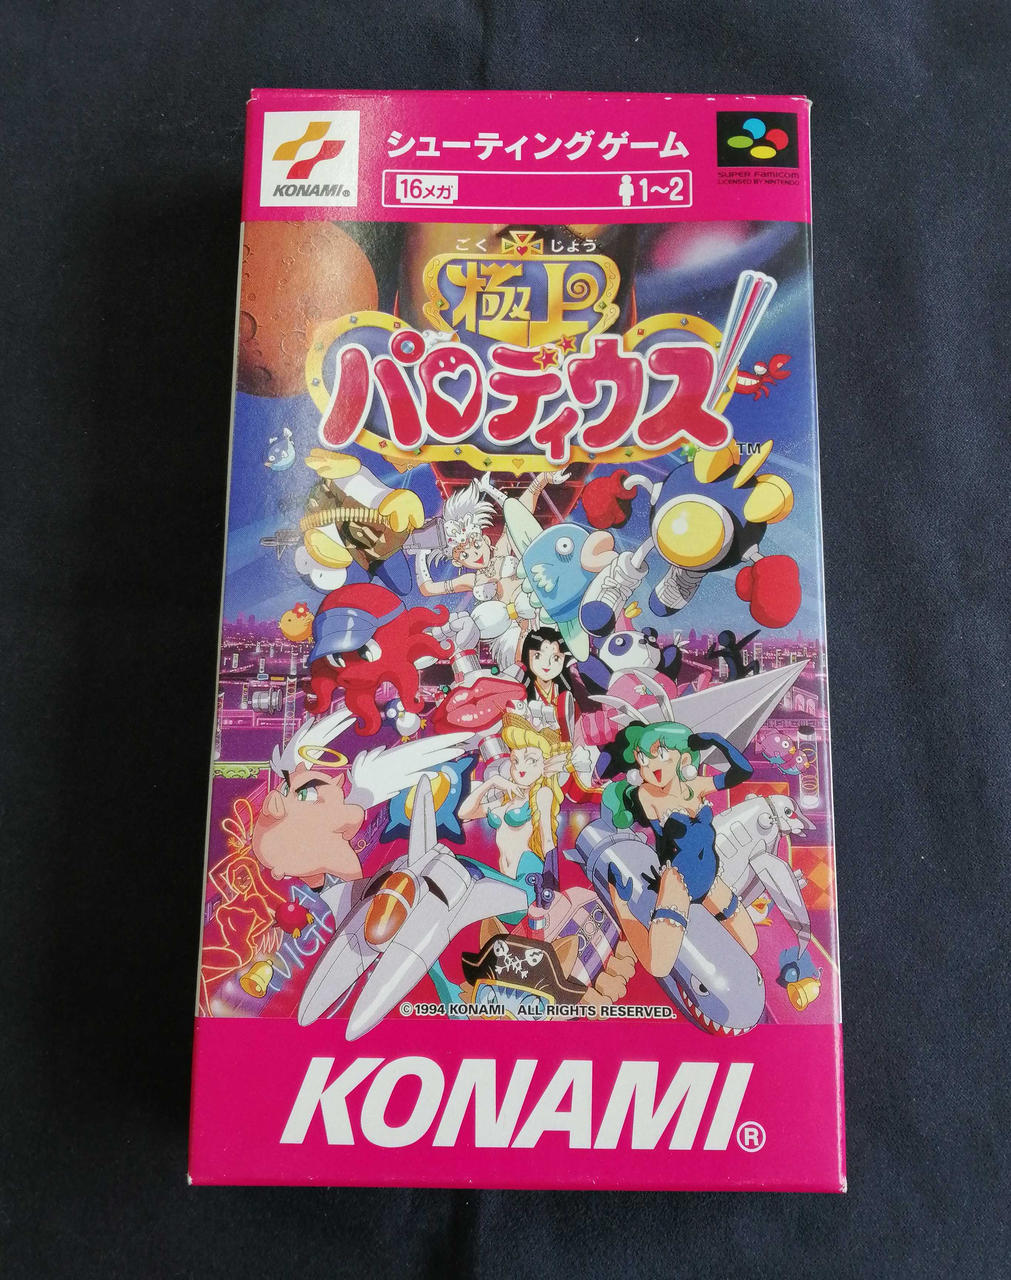 シューティングゲーム
KONAMI®
16メガ
1~2
SUPER FAMICOM
LICENSED BY NINTENDO
ごくじょう
極上
パロディウス
TM
© 1994 KONAMI ALL RIGHTS RESERVED.
KONAMI®